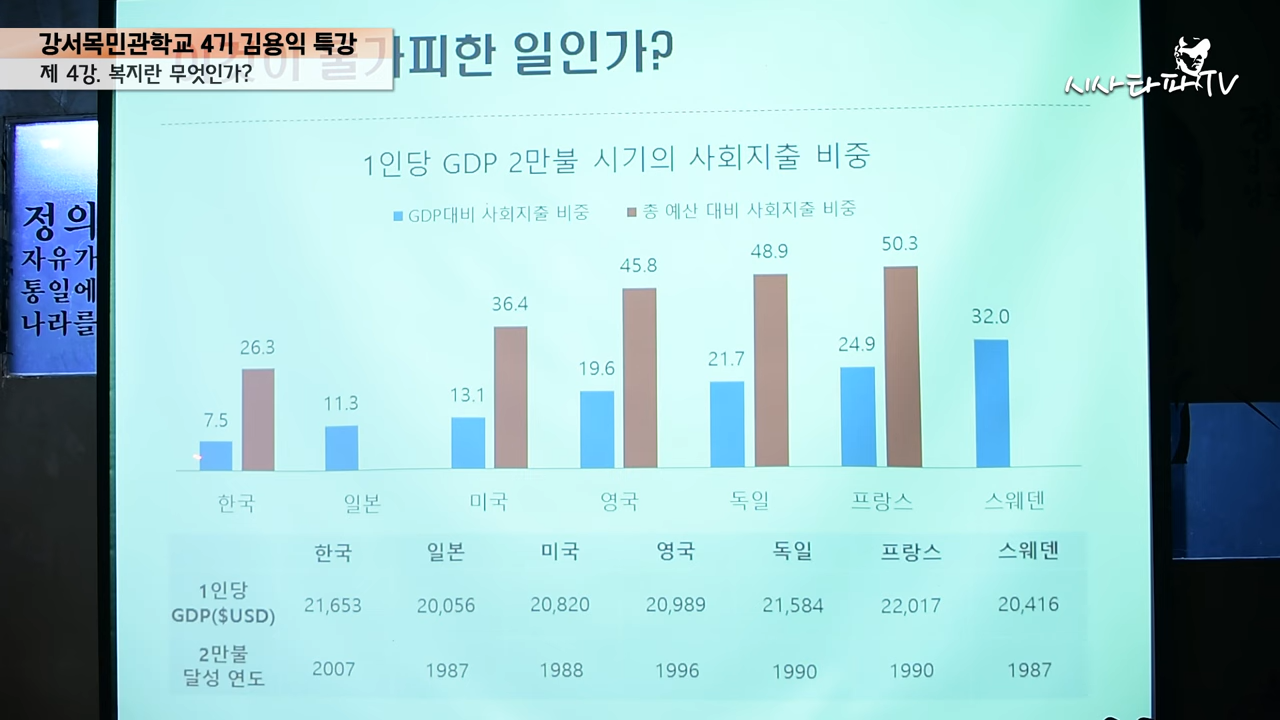 강서목민관학교 4기 김용익 특강
제 4강. 복지란 무엇인가?
불가피한 일인가?
시사타파TV
정의
자유가
통일에
나라를
1인당 GDP 2만불 시기의 사회지출 비중
GDP대비 사회지출 비중 총 예산 대비 사회지출 비중
7.5 26.3 11.3 13.1 36.4 19.6 45.8 21.7 48.9 24.9 50.3 32.0
한국 일본 미국 영국 독일 프랑스 스웨덴
한국 일본 미국 영국 독일 프랑스 스웨덴
1인당
GDP($USD) 21,653 20,056 20,820 20,989 21,584 22,017 20,416
2만불
달성 연도 2007 1987 1988 1996 1990 1990 1987